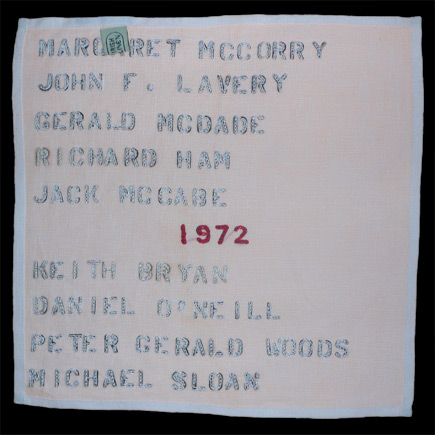 MARGARET MCCORRY
JOHN F. LAVERY
GERALD MCDADE
RICHARD HAM
JACK MCCABE
1972
KEITH BRYAN
DANIEL O'NEILL
PETER GERALD WOODS
MICHAEL SLOAN